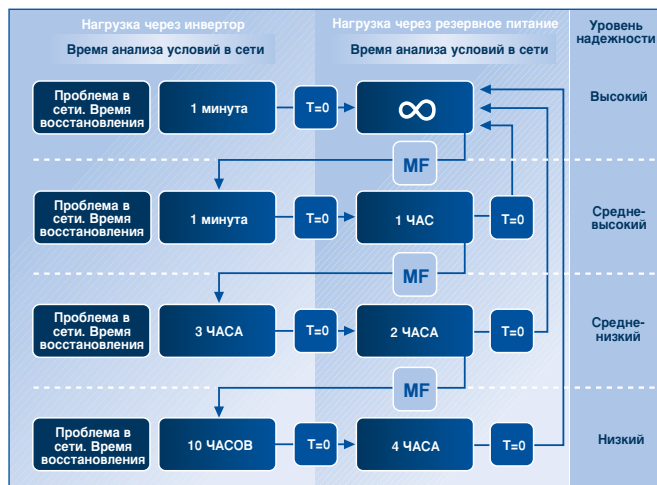 Нагрузка через инвертор
Нагрузка через резервное питание
Уровень
надежности
Время анализа условий в сети
Время анализа условий в сети
Проблема в
сети. Время
восстановления
1 минута
T=0
∞
Высокий
MF
Проблема в
сети. Время
восстановления
1 минута
T=0
1 ЧАС
T=0
Средне-
высокий
MF
Проблема в
сети. Время
восстановления
3 ЧАСА
T=0
2 ЧАСА
T=0
Средне-
низкий
MF
Проблема в
сети. Время
восстановления
10 ЧАСОВ
T=0
4 ЧАСА
T=0
Низкий